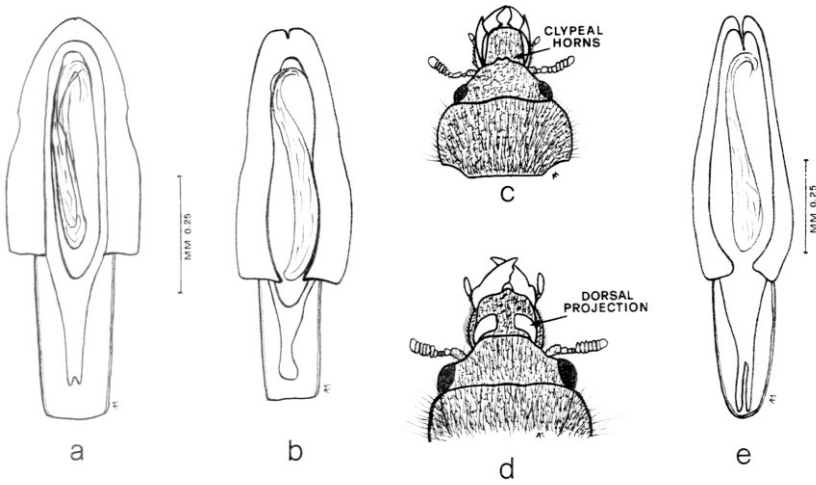 CLYPEAL
HORNS
MM 0.25
c
MM 0.25
DORSAL
PROJECTION
a
b
d
e